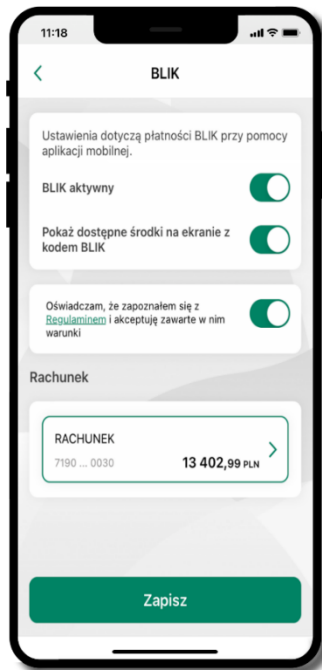 11:18
BLIK
Ustawienia dotyczą płatności BLIK przy pomocy
aplikacji mobilnej.
BLIK aktywny
Pokaż dostępne środki na ekranie z
kodem BLIK
Oświadczam, że zapoznałem się z
Regulaminem i akceptuję zawarte w nim
warunki
Rachunek
RACHUNEK
7190 ... 0030 13 402,99 PLN
Zapisz